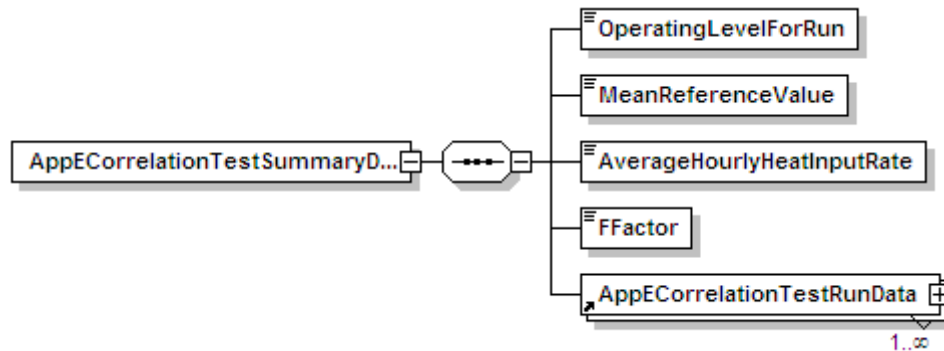 OperatingLevelForRun
MeanReferenceValue
AppECorrelationTestSummaryD...
AverageHourlyHeatInputRate
FFactor
AppECorrelationTestRunData
1..∞